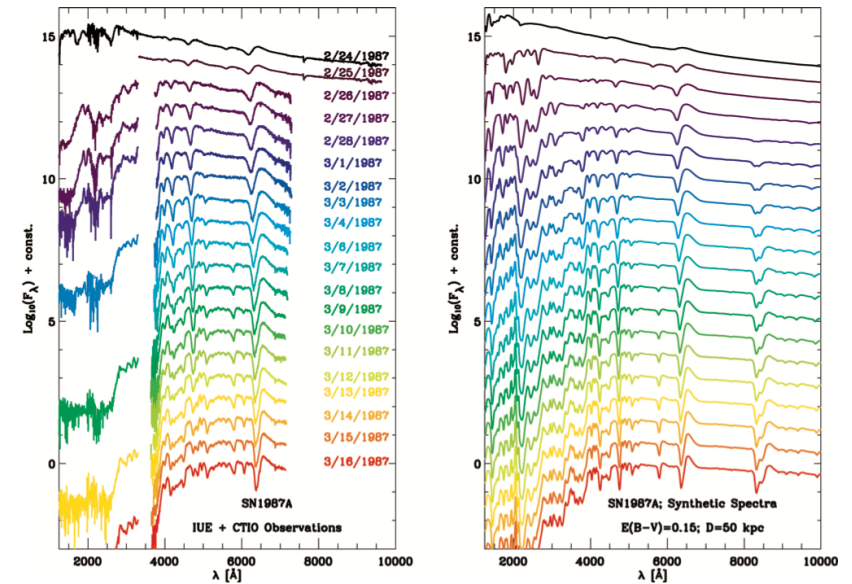 Log₁₀(Fλ) + const.
15
10
5
0
2/24/1987
2/25/1987
2/26/1987
2/27/1987
2/28/1987
3/1/1987
3/2/1987
3/3/1987
3/4/1987
3/6/1987
3/7/1987
3/8/1987
3/9/1987
3/10/1987
3/11/1987
3/12/1987
3/13/1987
3/14/1987
3/15/1987
3/16/1987
SN1987A
IUE + CTIO Observations
2000 4000 6000 8000 10000
λ [Å]
Log₁₀(Fλ) + const.
15
10
5
0
SN1987A; Synthetic Spectra
E(B-V)=0.15; D=50 kpc
2000 4000 6000 8000 10000
λ [Å]